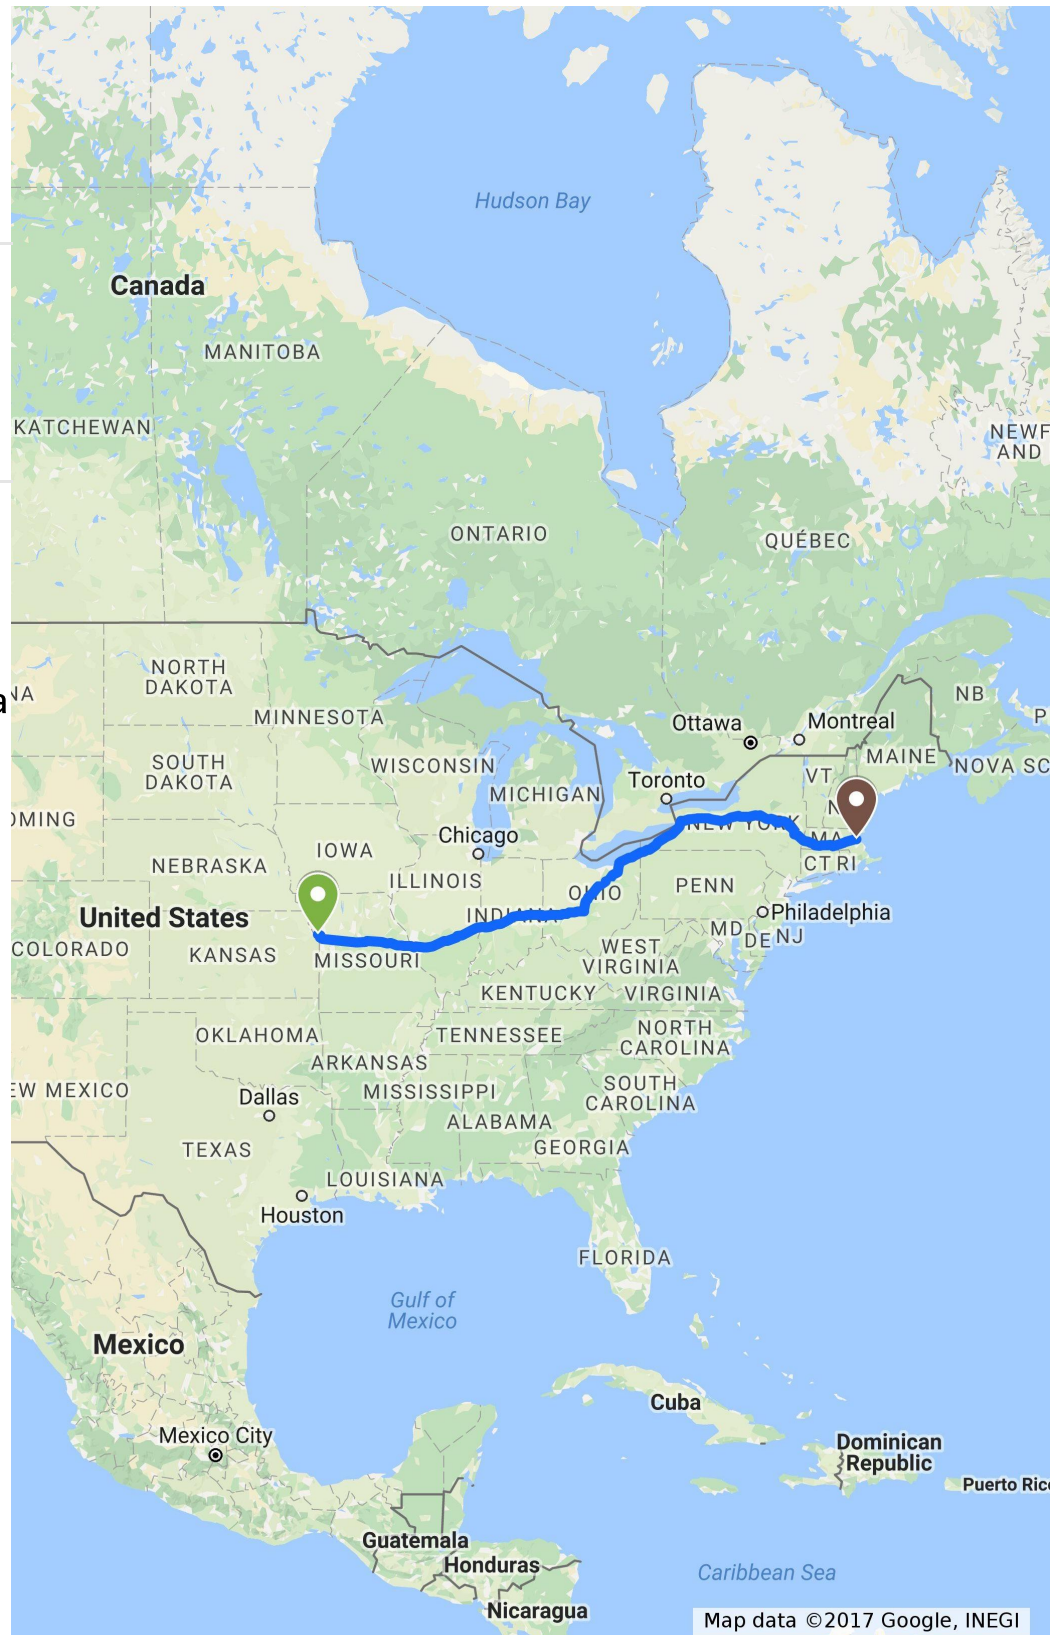 Hudson Bay
Canada
MANITOBA
KATCHEWAN
NEWF
AND
ONTARIO
QUÉBEC
NORTH
DAKOTA
NA
a
NB
MINNESOTA
Ottawa
Montreal
P
MAINE
SOUTH
DAKOTA
WISCONSIN
VT
NOVA SC
Toronto
MICHIGAN
N
OMING
NEW YORK
Chicago
MA
IOWA
CT RI
NEBRASKA
ILLINOIS
OHIO
PENN
United States
INDIANA
Philadelphia
MD
DE
NJ
COLORADO
KANSAS
MISSOURI
WEST
VIRGINIA
KENTUCKY
VIRGINIA
OKLAHOMA
TENNESSEE
NORTH
CAROLINA
ARKANSAS
EW MEXICO
MISSISSIPPI
SOUTH
CAROLINA
Dallas
ALABAMA
TEXAS
GEORGIA
LOUISIANA
Houston
FLORIDA
Gulf of
Mexico
Mexico
Cuba
Mexico City
Dominican
Republic
Puerto Ric
Guatemala
Honduras
Caribbean Sea
Nicaragua
Map data ©2017 Google, INEGI